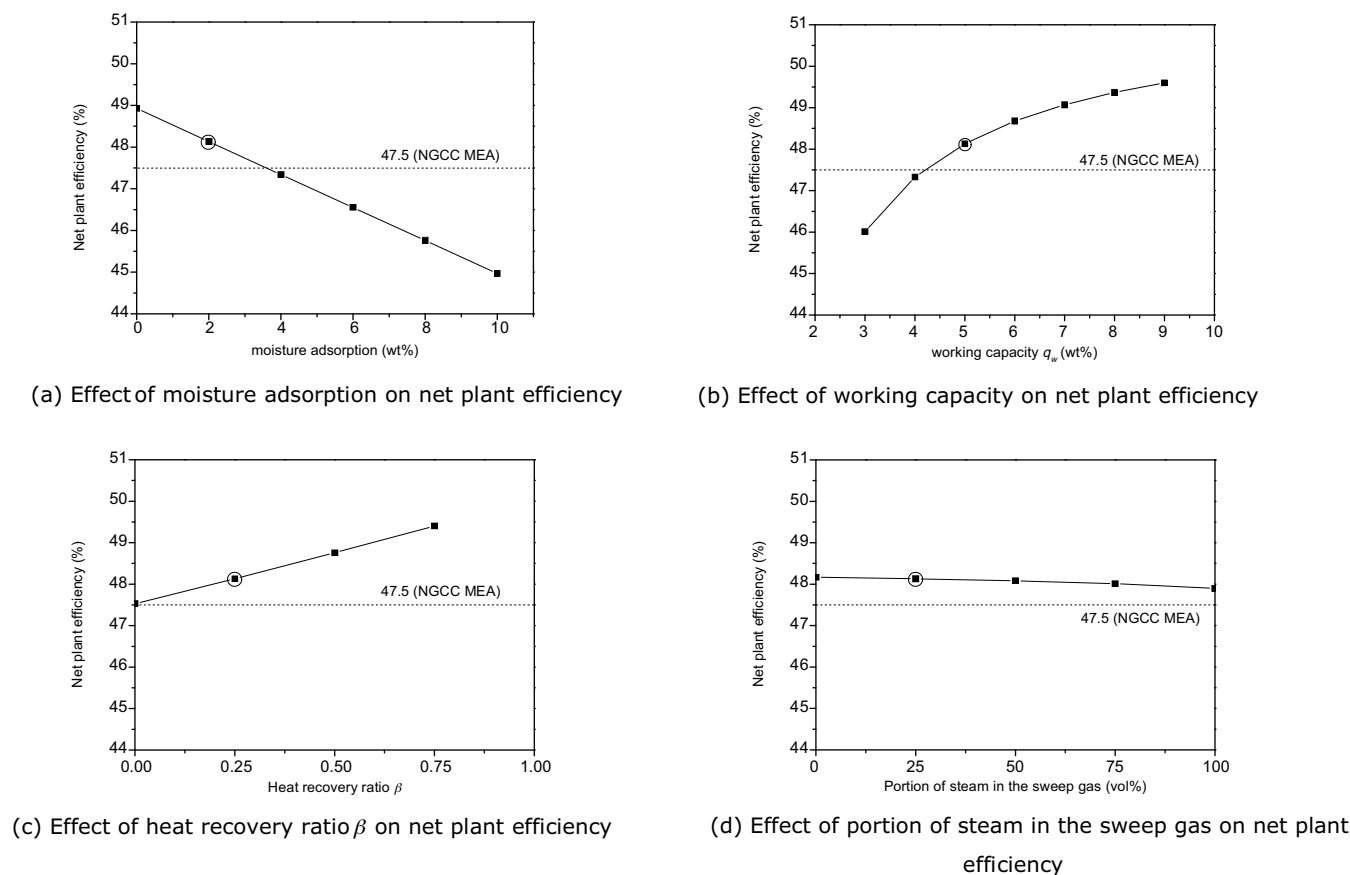 51
50
49
48
47
46
45
44
Net plant efficiency (%)
47.5 (NGCC MEA)
0 2 4 6 8 10
moisture adsorption (wt%)
(a) Effect of moisture adsorption on net plant efficiency
51
50
49
48
47
46
45
44
Net plant efficiency (%)
47.5 (NGCC MEA)
2 3 4 5 6 7 8 9 10
working capacity q_w (wt%)
(b) Effect of working capacity on net plant efficiency
51
50
49
48
47
46
45
44
Net plant efficiency (%)
47.5 (NGCC MEA)
0.00 0.25 0.50 0.75 1.00
Heat recovery ratio β
(c) Effect of heat recovery ratio β on net plant efficiency
51
50
49
48
47
46
45
44
Net plant efficiency (%)
47.5 (NGCC MEA)
0 25 50 75 100
Portion of steam in the sweep gas (vol%)
(d) Effect of portion of steam in the sweep gas on net plant
efficiency